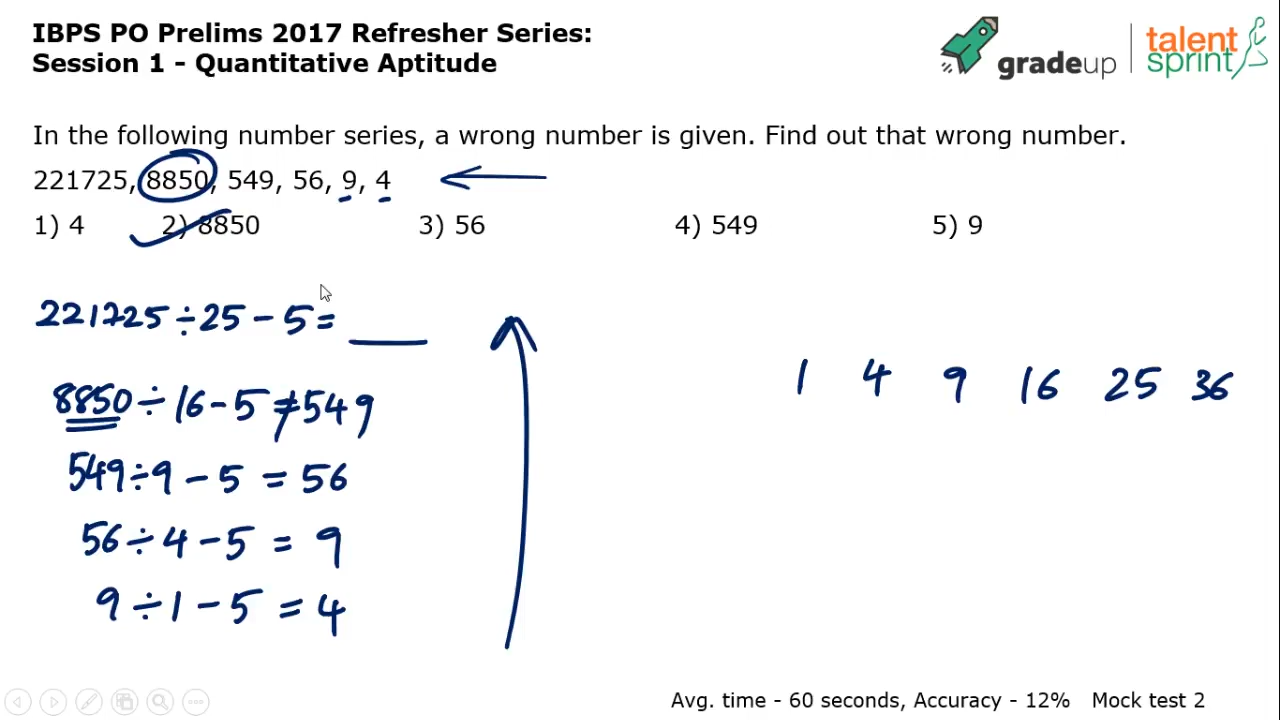 IBPS PO Prelims 2017 Refresher Series:
Session 1 - Quantitative Aptitude
gradeup
talent
sprint
In the following number series, a wrong number is given. Find out that wrong number.
221725, 8850, 549, 56, 9, 4
1) 4 2) 8850 3) 56 4) 549 5) 9
221725 ÷ 25 - 5 =
8850 ÷ 16 - 5 ≠ 549
549 ÷ 9 - 5 = 56
56 ÷ 4 - 5 = 9
9 ÷ 1 - 5 = 4
1 4 9 16 25 36
Avg. time - 60 seconds, Accuracy - 12% Mock test 2